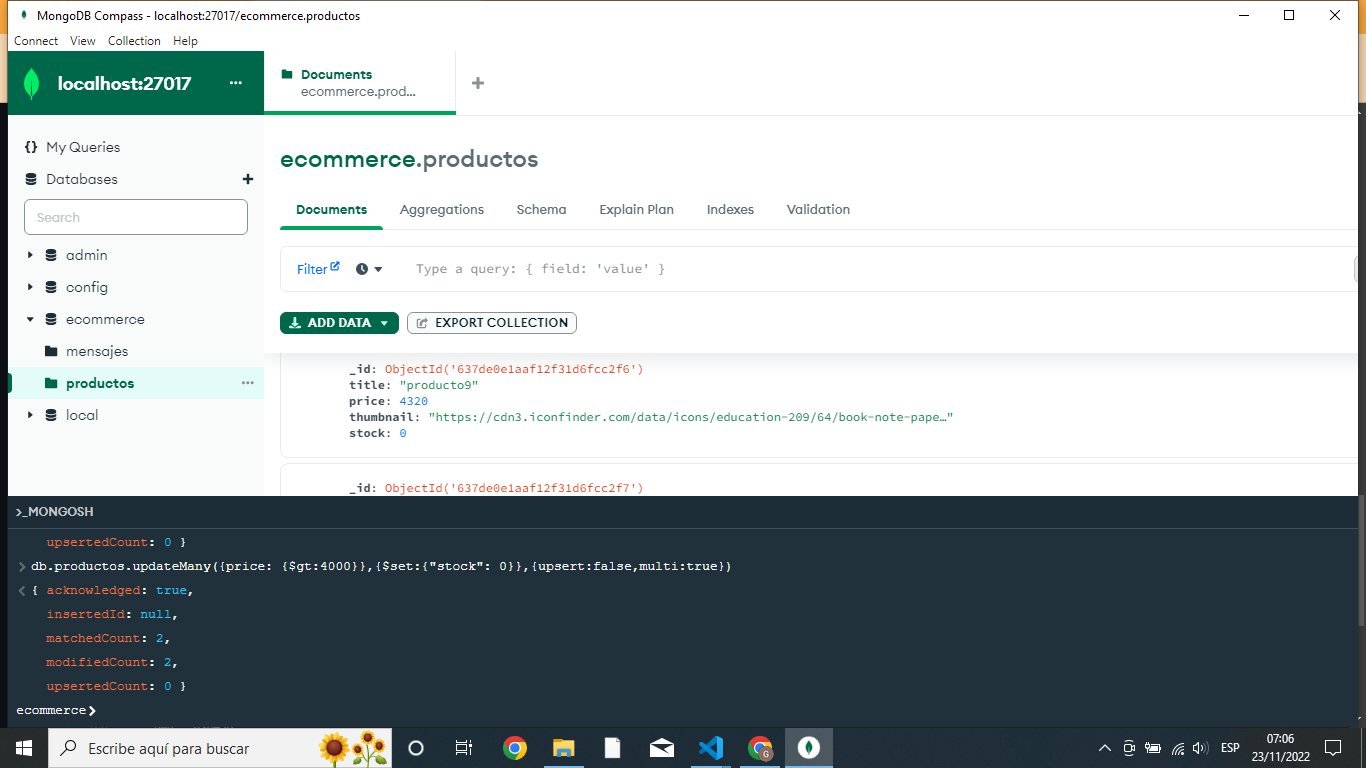 MongoDB Compass - localhost:27017/ecommerce.productos
Connect View Collection Help
localhost:27017 ...
Documents
ecommerce.prod...
+
{} My Queries
Databases +
Search
admin
config
ecommerce
mensajes
productos ...
local
ecommerce.productos
Documents Aggregations Schema Explain Plan Indexes Validation
Filter Type a query: { field: 'value' }
ADD DATA EXPORT COLLECTION
_id: ObjectId('637de0e1aaf12f31d6fcc2f6')
title: "producto9"
price: 4320
thumbnail: "https://cdn3.iconfinder.com/data/icons/education-209/64/book-note-pape…"
stock: 0
_id: ObjectId('637de0e1aaf12f31d6fcc2f7')
>_MONGOSH
upsertedCount: 0 }
> db.productos.updateMany({price: {$gt:4000}},{$set:{"stock": 0}},{upsert:false,multi:true})
< { acknowledged: true,
insertedId: null,
matchedCount: 2,
modifiedCount: 2,
upsertedCount: 0 }
ecommerce>
Escribe aquí para buscar
ESP
07:06
23/11/2022